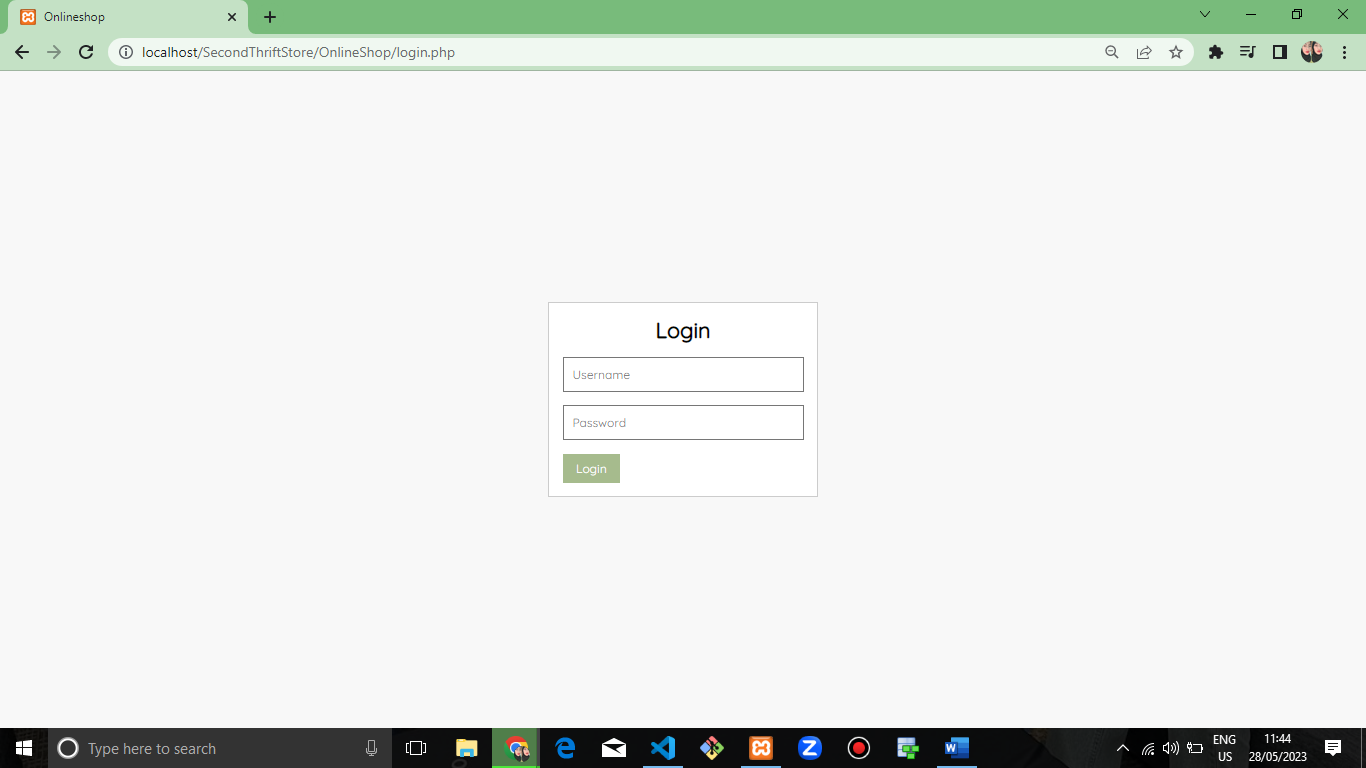 Onlineshop
localhost/SecondThriftStore/OnlineShop/login.php
Login
Username
Password
Login
Type here to search
ENG
US
11:44
28/05/2023